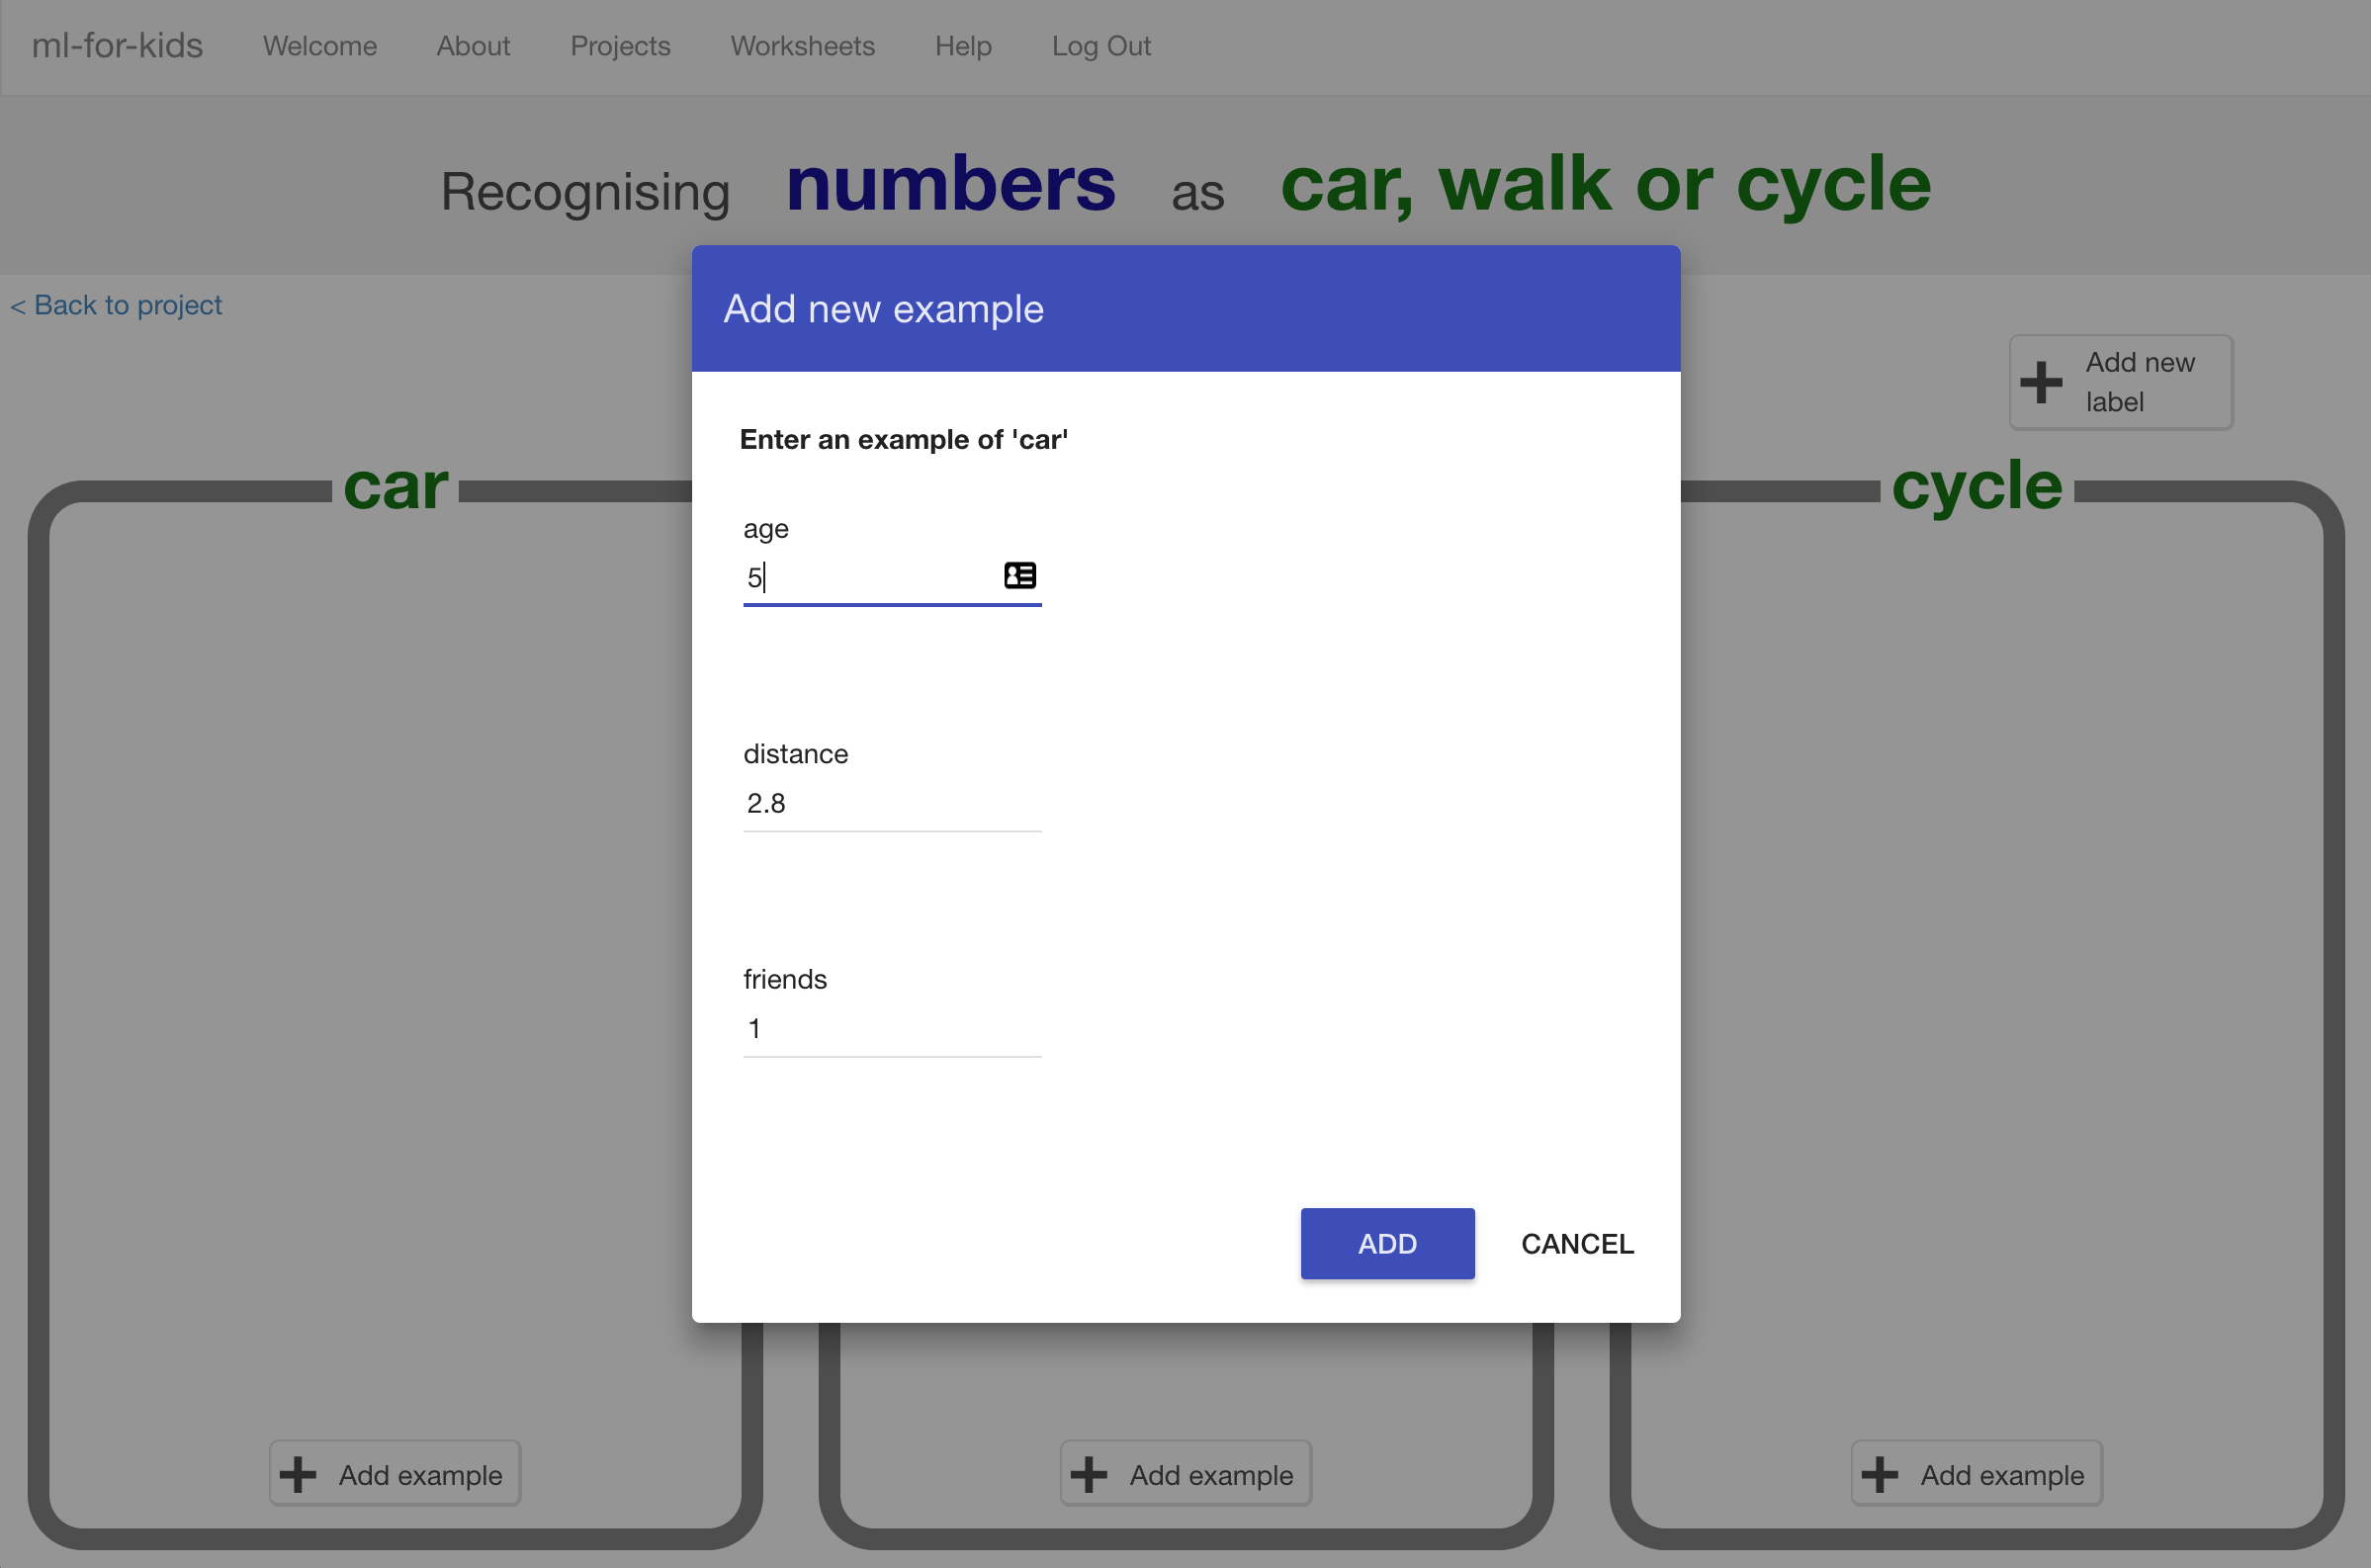 ml-for-kids Welcome About Projects Worksheets Help Log Out
Recognising numbers as car, walk or cycle
< Back to project
Add new
label
car
cycle
Add new example
Enter an example of 'car'
age
5
distance
2.8
friends
1
ADD CANCEL
Add example Add example Add example